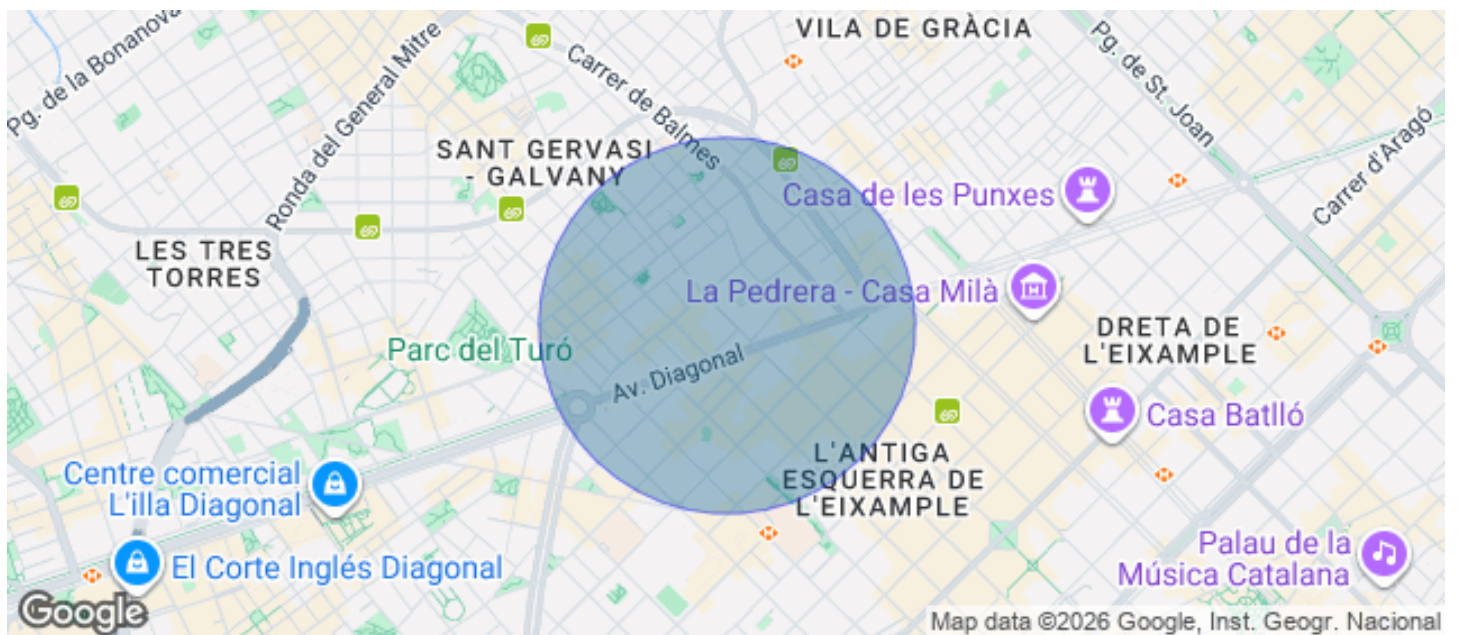 Pg. de la Bonanova
Ronda del General Mitre
Carrer de Balmes
VILA DE GRÀCIA
Pg. de St. Joan
Carrer d'Aragó
SANT GERVASI
- GALVANY
Casa de les Punxes
LES TRES
TORRES
La Pedrera - Casa Milà
DRETA DE
L'EIXAMPLE
Parc del Turó
Av. Diagonal
Casa Batlló
L'ANTIGA
ESQUERRA DE
L'EIXAMPLE
Centre comercial
L'illa Diagonal
El Corte Inglés Diagonal
Palau de la
Música Catalana
Google
Map data ©2026 Google, Inst. Geogr. Nacional